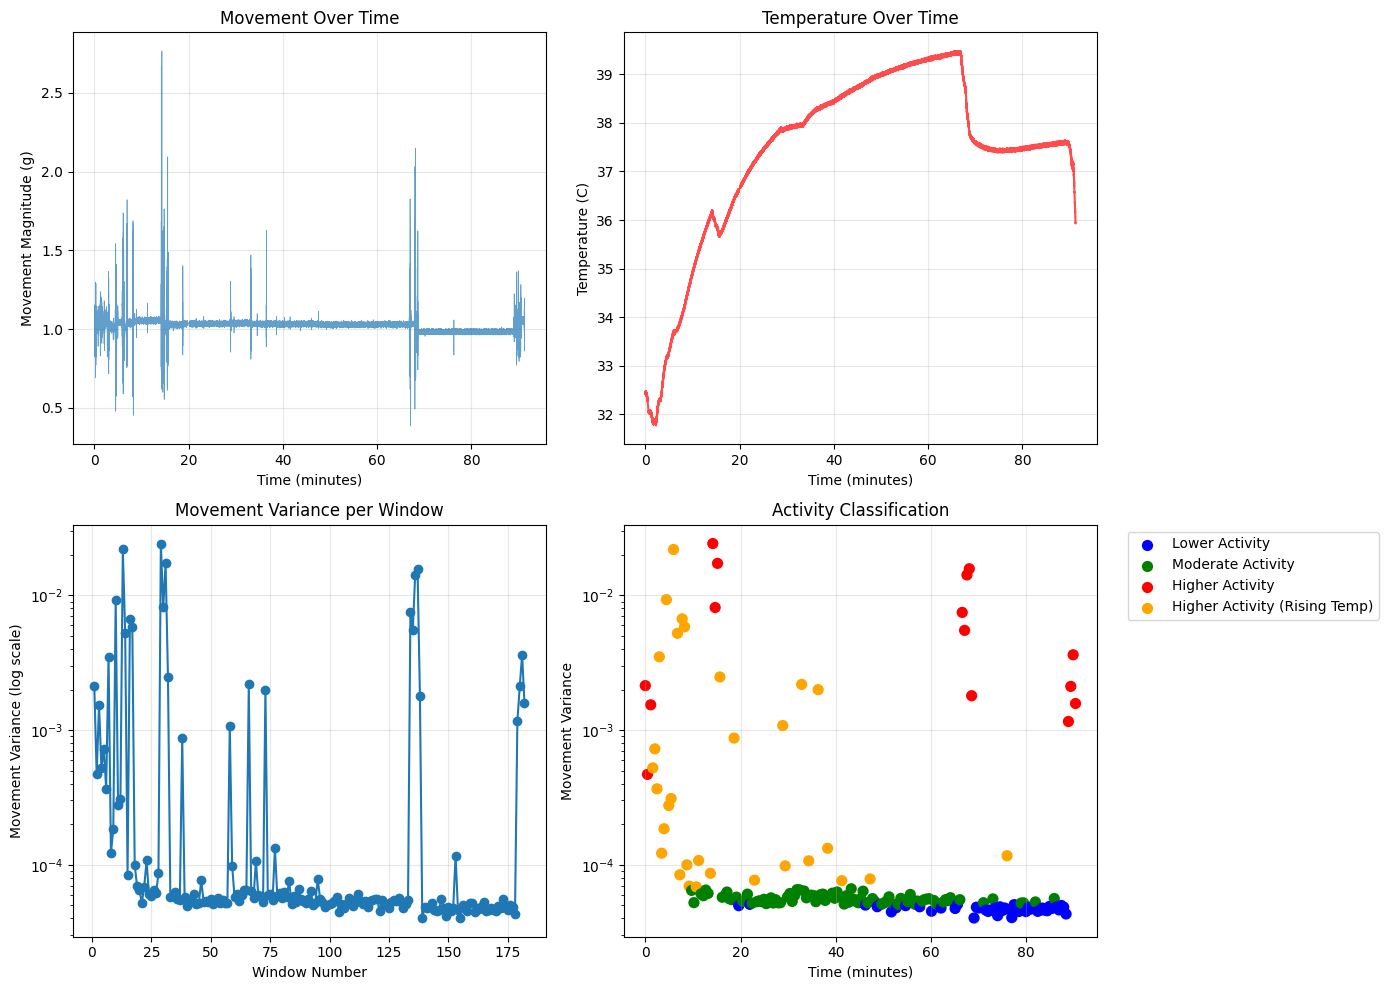 Movement Over Time
Movement Magnitude (g)
2.5
2.0
1.5
1.0
0.5
0 20 40 60 80
Time (minutes)
Temperature Over Time
Temperature (C)
39
38
37
36
35
34
33
32
0 20 40 60 80
Time (minutes)
Movement Variance per Window
Movement Variance (log scale)
10⁻²
10⁻³
10⁻⁴
0 25 50 75 100 125 150 175
Window Number
Activity Classification
Movement Variance
10⁻²
10⁻³
10⁻⁴
0 20 40 60 80
Time (minutes)
Lower Activity
Moderate Activity
Higher Activity
Higher Activity (Rising Temp)